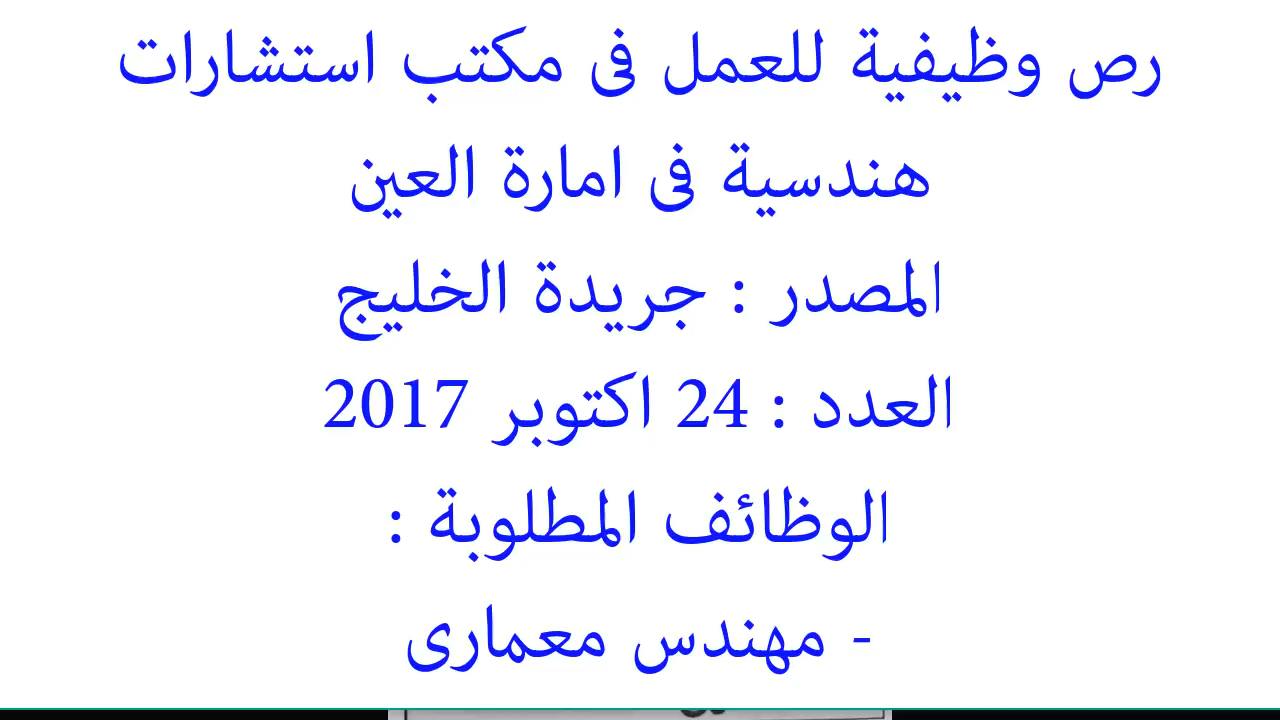 رص وظيفية للعمل فى مكتب استشارات
هندسية فى امارة العين
المصدر : جريدة الخليج
العدد : 24 اكتوبر 2017
الوظائف المطلوبة :
- مهندس معمارى